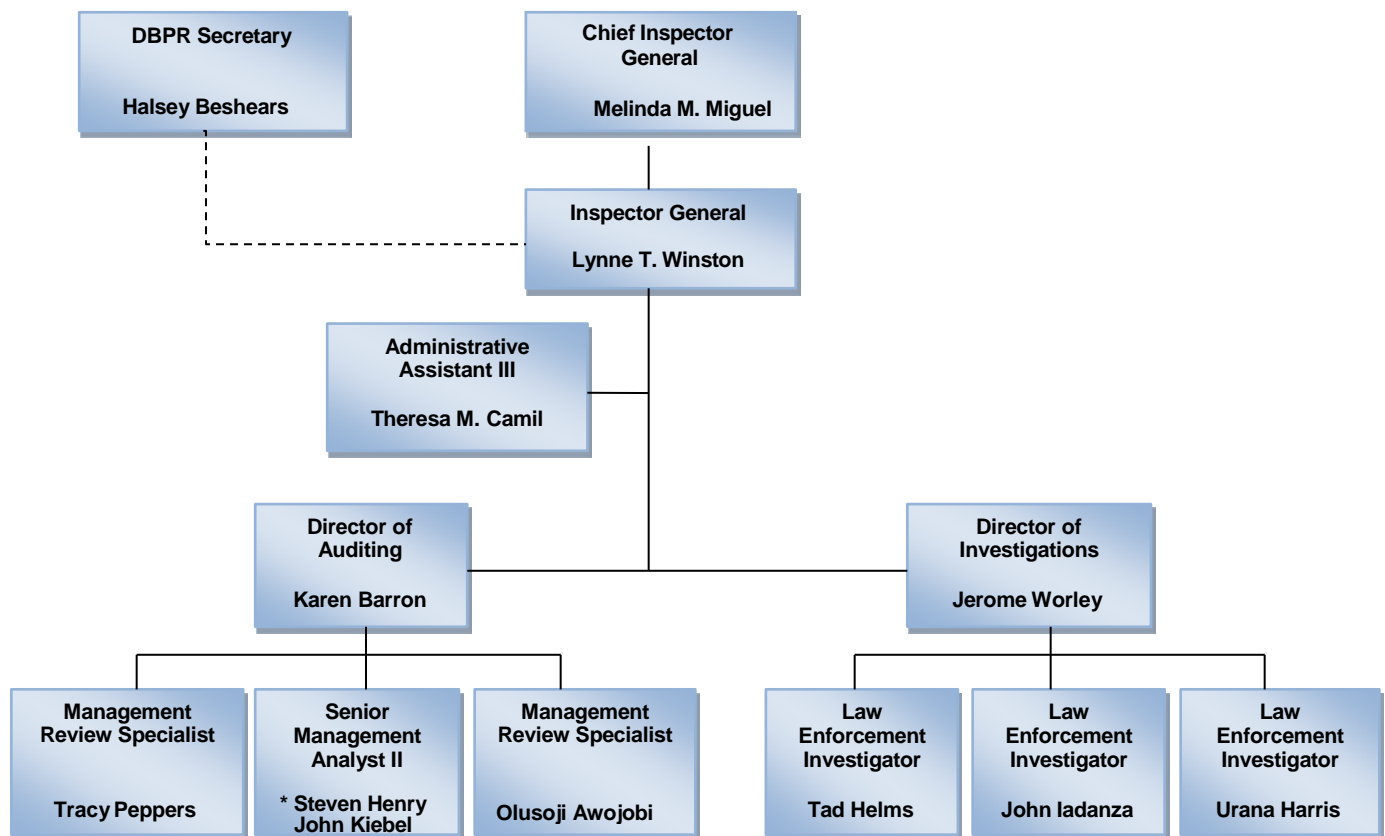 DBPR Secretary
Halsey Beshears
Chief Inspector
General
Melinda M. Miguel
Inspector General
Lynne T. Winston
Administrative
Assistant III
Theresa M. Camil
Director of
Auditing
Karen Barron
Director of
Investigations
Jerome Worley
Management
Review Specialist
Tracy Peppers
Senior
Management
Analyst II
* Steven Henry
John Kiebel
Management
Review Specialist
Olusoji Awojobi
Law
Enforcement
Investigator
Tad Helms
Law
Enforcement
Investigator
John Iadanza
Law
Enforcement
Investigator
Urana Harris